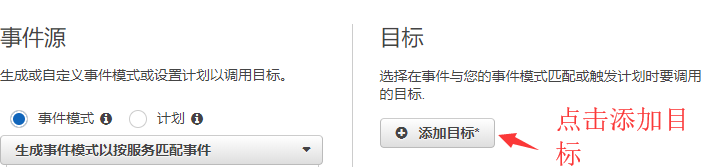 事件源
生成或自定义事件模式或设置计划以调用目标。
事件模式 计划
生成事件模式以按服务匹配事件
目标
选择在事件与您的事件模式匹配或触发计划时要调用
的目标.
添加目标*
点击添加目
标